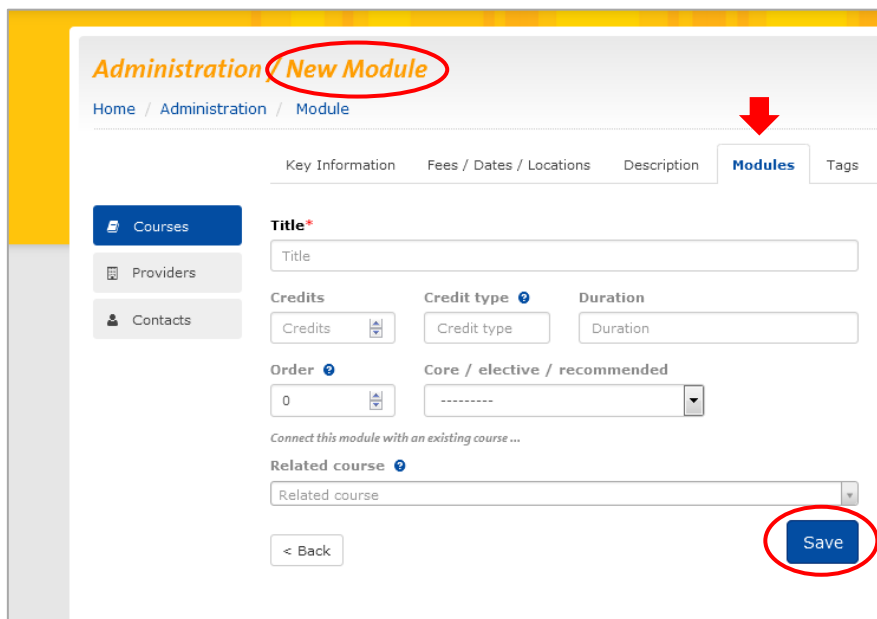 Administration / New Module
Home / Administration / Module
Key Information Fees / Dates / Locations Description Modules Tags
Courses
Providers
Contacts
Title*
Title
Credits Credit type ? Duration
Credits Credit type Duration
Order ? Core / elective / recommended
0 ---------
Connect this module with an existing course ...
Related course ?
Related course
< Back Save